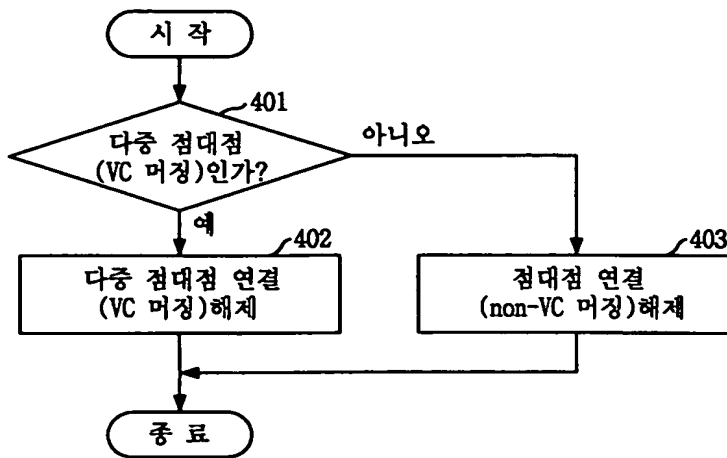 시 작
401
다중 점대점
(VC 머징)인가?
아니오
예
402
다중 점대점 연결
(VC 머징)해제
403
점대점 연결
(non-VC 머징)해제
종 료